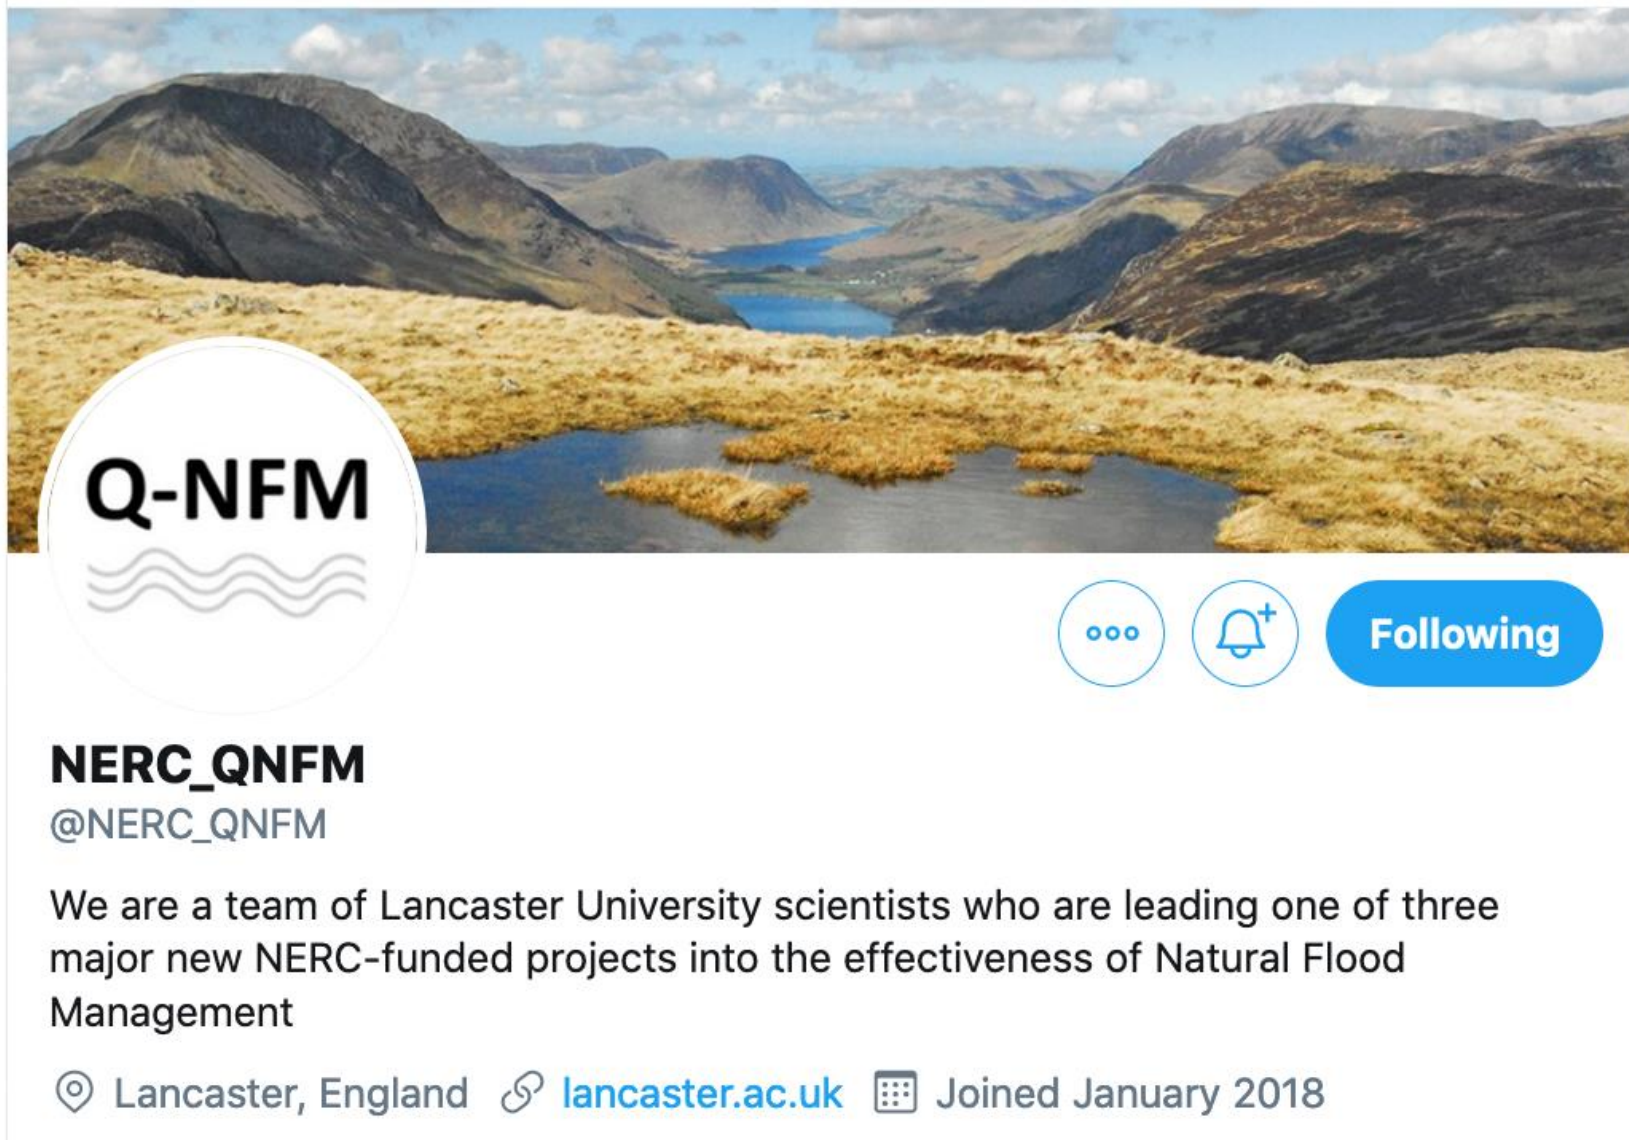 Q-NFM
Following
NERC_QNFM
@NERC_QNFM
We are a team of Lancaster University scientists who are leading one of three
major new NERC-funded projects into the effectiveness of Natural Flood
Management
Lancaster, England lancaster.ac.uk Joined January 2018